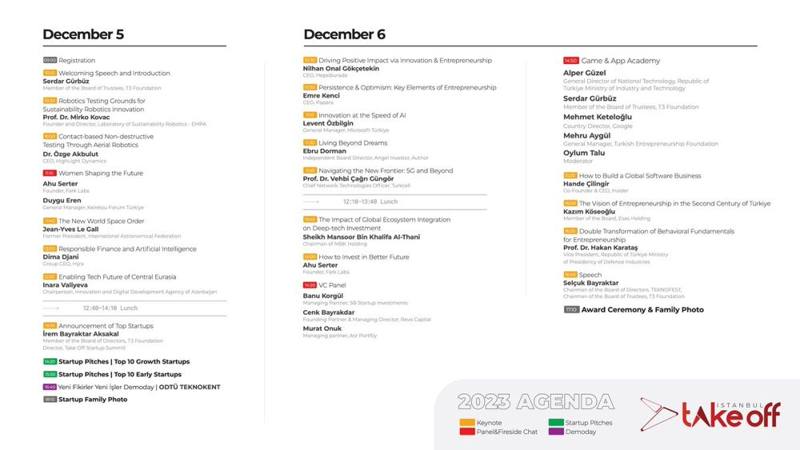 December 5
09:00 Registration
Welcoming Speech and Introduction
Serdar Gürbüz
Member of the Board of Trustees, T3 Foundation
Robotics Testing Grounds for
Sustainability Robotics Innovation
Prof. Dr. Mirko Kovac
Founder and Director, Laboratory of Sustainability Robotics - EMPA
Contact-based Non-destructive
Testing Through Aerial Robotics
Dr. Özge Akbulut
CEO, HighLight Dynamics
Women Shaping the Future
Ahu Serter
Founder, Fark Labs
Duygu Eren
General Manager, Keiretsu Forum Türkiye
The New World Space Order
Jean-Yves Le Gall
Former President, International Astronomical Federation
Responsible Finance and Artificial Intelligence
Dima Djani
Group CEO, Hijra
Enabling Tech Future of Central Eurasia
Inara Valiyeva
Chairperson, Innovation and Digital Development Agency of Azerbaijan
12:40-14:10 Lunch
Announcement of Top Startups
İrem Bayraktar Aksakal
Member of the Board of Directors, T3 Foundation
Director, Take Off Startup Summit
Startup Pitches | Top 10 Growth Startups
Startup Pitches | Top 10 Early Startups
Yeni Fikirler Yeni İşler Demoday | ODTÜ TEKNOKENT
Startup Family Photo
December 6
Driving Positive Impact via Innovation & Entrepreneurship
Nilhan Onal Gökçetekin
CEO, Hepsiburada
Persistence & Optimism: Key Elements of Entrepreneurship
Emre Kenci
CEO, Papara
Innovation at the Speed of AI
Levent Özbilgin
General Manager, Microsoft Türkiye
Living Beyond Dreams
Ebru Dorman
Independent Board Director, Angel Investor, Author
Navigating the New Frontier: 5G and Beyond
Prof. Dr. Vehbi Çağrı Güngör
Chief Network Technologies Officer, Turkcell
12:10-13:40 Lunch
The Impact of Global Ecosystem Integration
on Deep-tech Investment
Sheikh Mansoor Bin Khalifa Al-Thani
Chairman of MBK Holding
How to Invest in Better Future
Ahu Serter
Founder, Fark Labs
VC Panel
Banu Korgül
Managing Partner, SB Startup Investments
Cenk Bayrakdar
Founding Partner & Managing Director, Revo Capital
Murat Onuk
Managing partner, Aor Portföy
14:50 Game & App Academy
Alper Güzel
General Director of National Technology, Republic of
Türkiye Ministry of Industry and Technology
Serdar Gürbüz
Member of the Board of Trustees, T3 Foundation
Mehmet Keteloğlu
Country Director, Google
Mehru Aygül
General Manager, Turkish Entrepreneurship Foundation
Oylum Talu
Moderator
How to Build a Global Software Business
Hande Çilingir
Co Founder & CEO, Insider
The Vision of Entrepreneurship in the Second Century of Türkiye
Kazım Köseoğlu
Member of the Board, Esas Holding
Double Transformation of Behavioral Fundamentals
for Entrepreneurship
Prof. Dr. Hakan Karataş
Vice President, Republic of Türkiye Ministry
of Presidency of Defense Industries
Speech
Selçuk Bayraktar
Chairman of the Board of Directors, TEKNOFEST,
Chairman of the Board of Trustees, T3 Foundation
17:10 Award Ceremony & Family Photo
2023 AGENDA
Keynote
Startup Pitches
Panel&Fireside Chat
Demoday
İSTANBUL
take off